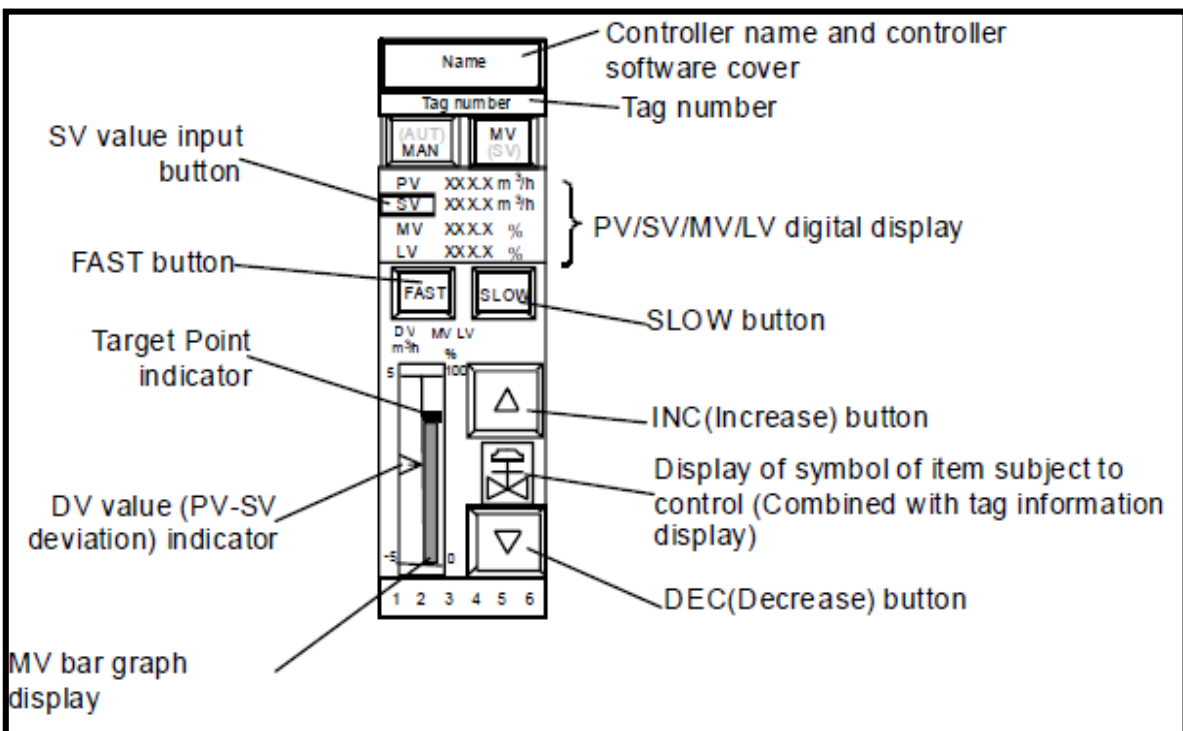 Controller name and controller
software cover
Name
Tag number
Tag number
SV value input
button
(AUT)
MAN
MV
(SV)
PV XXX.X m³/h
SV XXX.X m³/h
MV XXX.X %
LV XXX.X %
PV/SV/MV/LV digital display
FAST button
FAST
SLOW
SLOW button
DV MV LV
m³h %
Target Point
indicator
5 100
INC(Increase) button
Display of symbol of item subject to
control (Combined with tag information
display)
DV value (PV-SV
deviation) indicator
-5 0
DEC(Decrease) button
1 2 3 4 5 6
MV bar graph
display